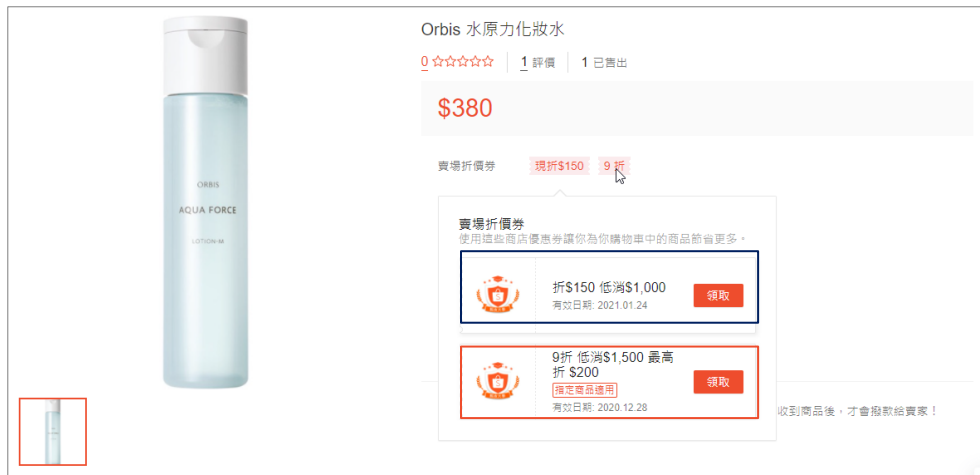 Orbis 水原力化妝水
0 1 評價 1 已售出
$380
賣場折價券 現折$150 9 折
賣場折價券
使用這些商店優惠券讓你為你購物車中的商品節省更多。
折$150 低消$1,000
有效日期: 2021.01.24
領取
9折 低消$1,500 最高
折 $200
指定商品適用
有效日期: 2020.12.28
領取
收到商品後，才會撥款給賣家！
ORBIS
AQUA FORCE
LOTION-M